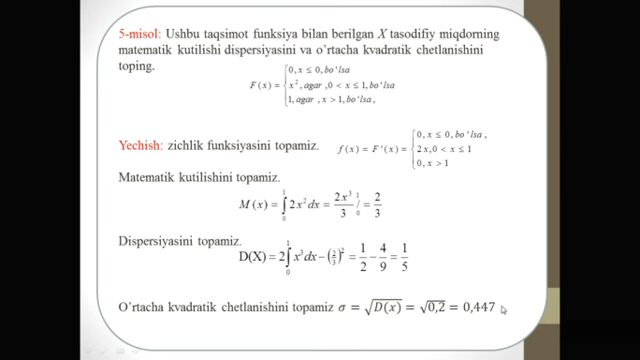 5-misol: Ushbu taqsimot funksiya bilan berilgan X tasodifiy miqdorning
matematik kutilishi dispersiyasini va o'rtacha kvadratik chetlanishini
toping.
F(x) = { 0, x ≤ 0, bo'lsa
x², agar, 0 < x ≤ 1, bo'lsa
1, agar, x > 1, bo'lsa,
Yechish: zichlik funksiyasini topamiz. f(x) = F'(x) = { 0, x ≤ 0, bo'lsa,
2x, 0 < x ≤ 1
0, x > 1
Matematik kutilishini topamiz.
M(x) = ∫₀¹ 2x² dx = 2x³/3 /₀¹ = 2/3
Dispersiyasini topamiz.
D(X) = 2∫₀¹ x³ dx − (2/3)² = 1/2 − 4/9 = 1/5
O'rtacha kvadratik chetlanishini topamiz σ = √D(x) = √0,2 = 0,447